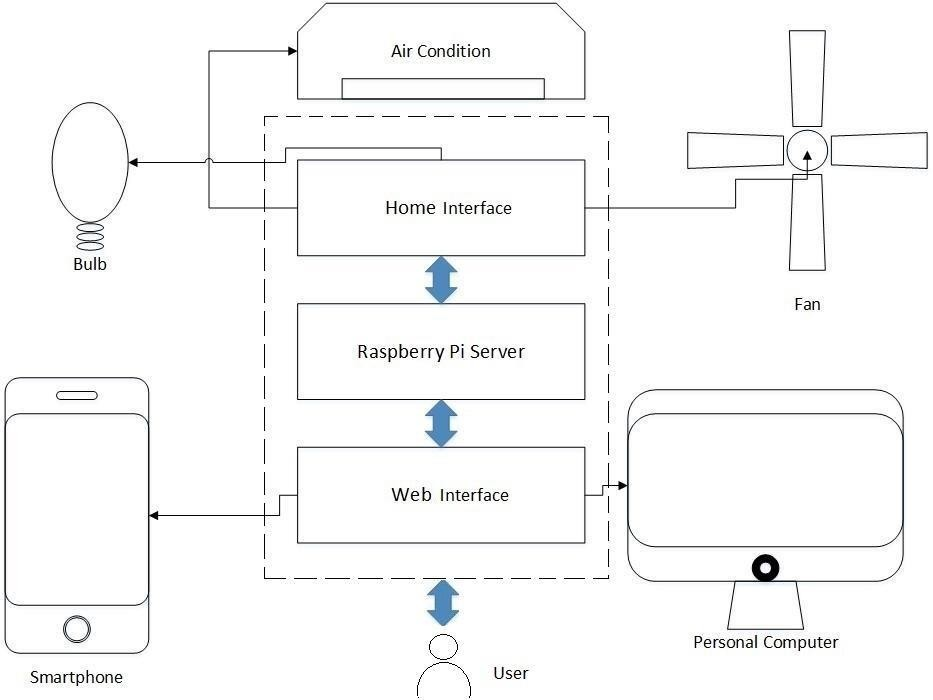 Air Condition
Home Interface
Bulb
Fan
Raspberry Pi Server
Web Interface
Personal Computer
User
Smartphone